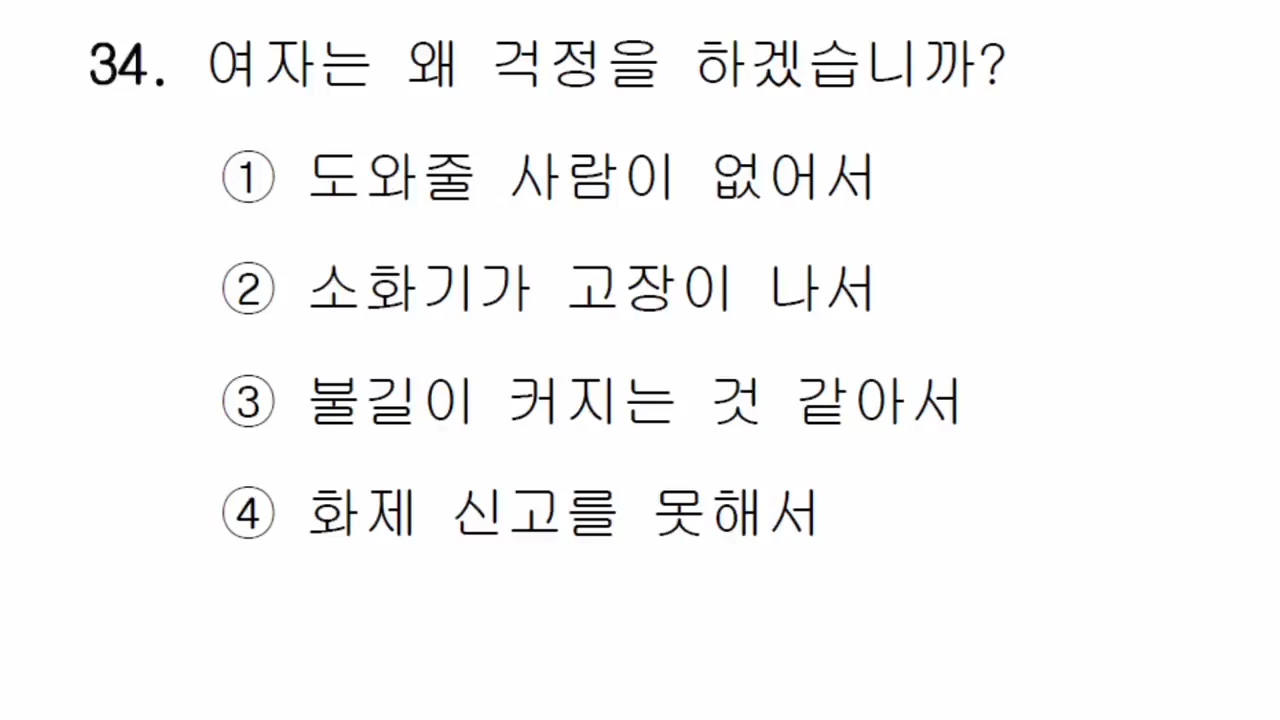 34. 여자는 왜 걱정을 하겠습니까?
① 도와줄 사람이 없어서
② 소화기가 고장이 나서
③ 불길이 커지는 것 같아서
④ 화제 신고를 못해서